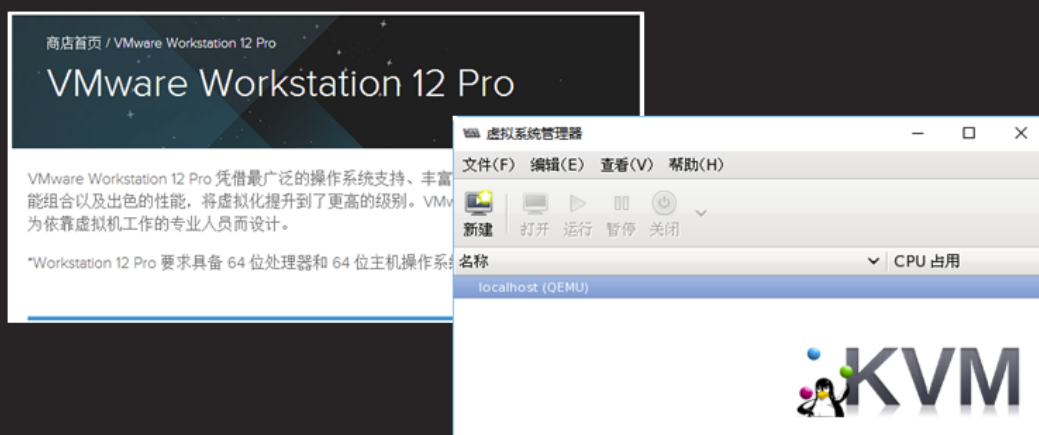 商店首页 / VMware Workstation 12 Pro
VMware Workstation 12 Pro
VMware Workstation 12 Pro 凭借最广泛的操作系统支持、丰富
能组合以及出色的性能，将虚拟化提升到了更高的级别。VMw
为依靠虚拟机工作的专业人员而设计。
*Workstation 12 Pro 要求具备 64 位处理器和 64 位主机操作系统
虚拟系统管理器
文件(F) 编辑(E) 查看(V) 帮助(H)
新建 打开 运行 暂停 关闭
名称 CPU 占用
localhost (QEMU)
KVM